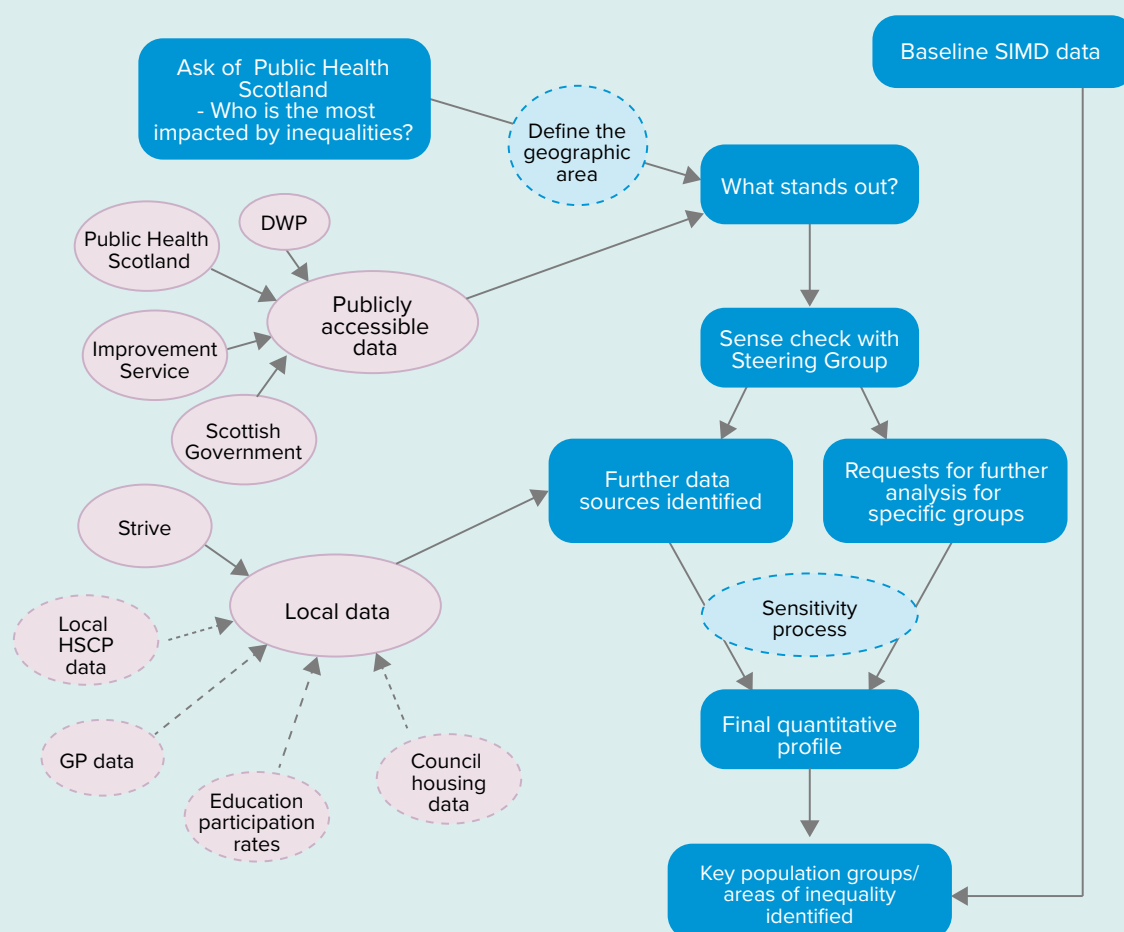 Ask of Public Health
Scotland
- Who is the most
impacted by inequalities?
Baseline SIMD data
Define the
geographic
area
What stands out?
DWP
Public Health
Scotland
Publicly
accessible
data
Improvement
Service
Scottish
Government
Sense check with
Steering Group
Further data
sources identified
Requests for further
analysis for
specific groups
Strive
Local data
Local
HSCP
data
GP data
Education
participation
rates
Council
housing
data
Sensitivity
process
Final quantitative
profile
Key population groups/
areas of inequality
identified